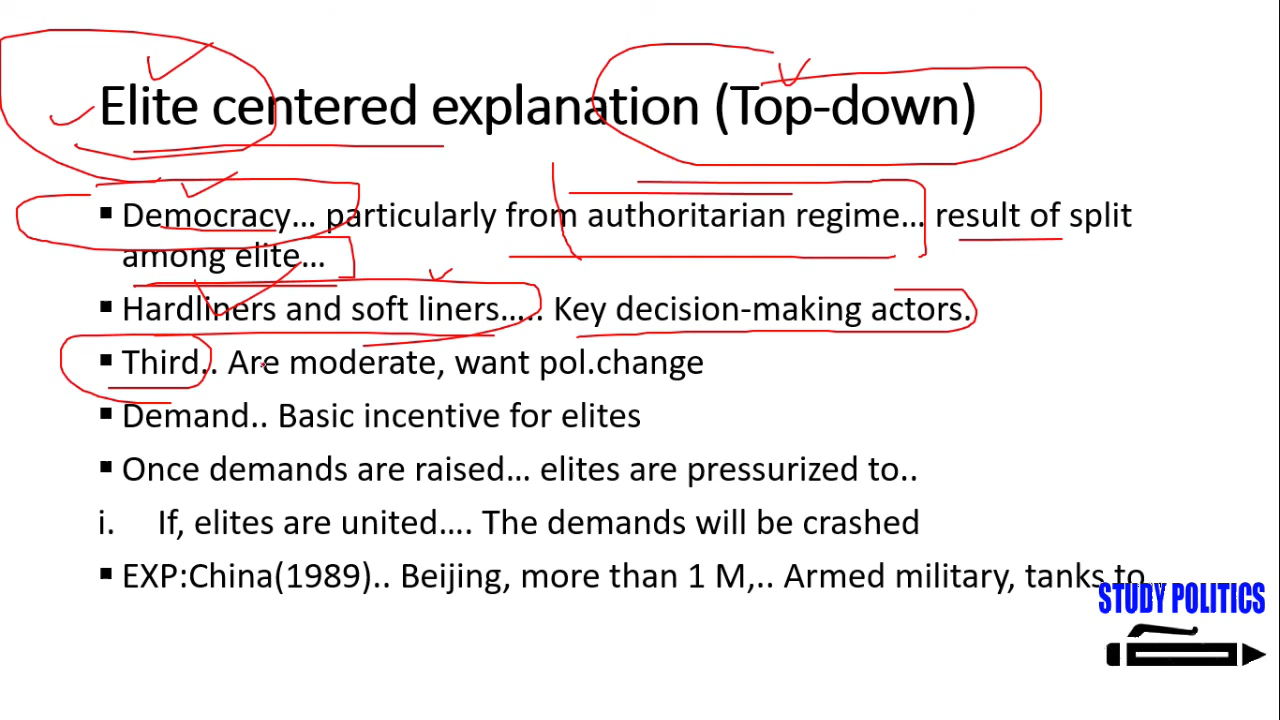 Elite centered explanation (Top-down)
▪ Democracy... particularly from authoritarian regime... result of split
among elite...
▪ Hardliners and soft liners..... Key decision-making actors.
▪ Third.. Are moderate, want pol.change
▪ Demand.. Basic incentive for elites
▪ Once demands are raised... elites are pressurized to..
i. If, elites are united.... The demands will be crashed
▪ EXP:China(1989).. Beijing, more than 1 M,.. Armed military, tanks to
STUDY POLITICS